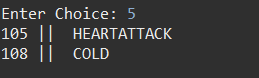 Enter Choice: 5
105 ||  HEARTATTACK
108 ||  COLD